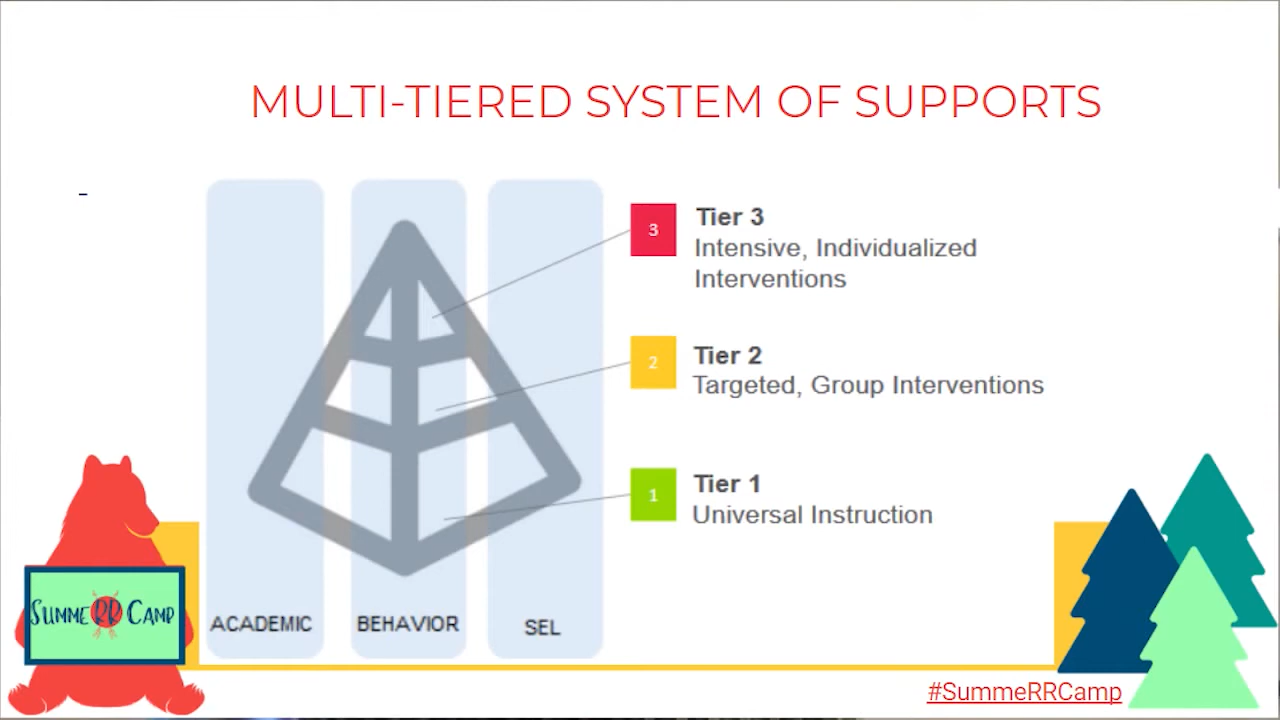 MULTI-TIERED SYSTEM OF SUPPORTS
-
3
Tier 3
Intensive, Individualized
Interventions
2
Tier 2
Targeted, Group Interventions
1
Tier 1
Universal Instruction
ACADEMIC
BEHAVIOR
SEL
SUMMERR CAMP
#SummeRRCamp